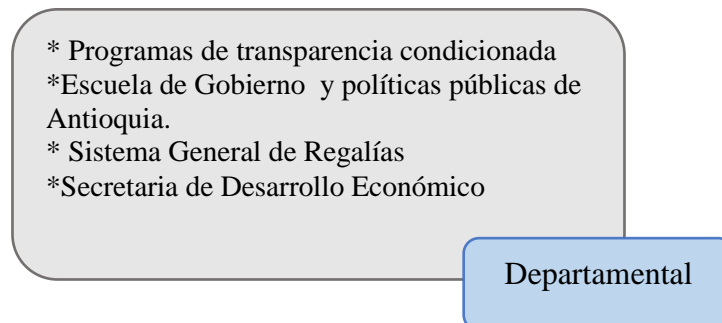 * Programas de transparencia condicionada
*Escuela de Gobierno y políticas públicas de
Antioquia.
* Sistema General de Regalías
*Secretaria de Desarrollo Económico
Departamental